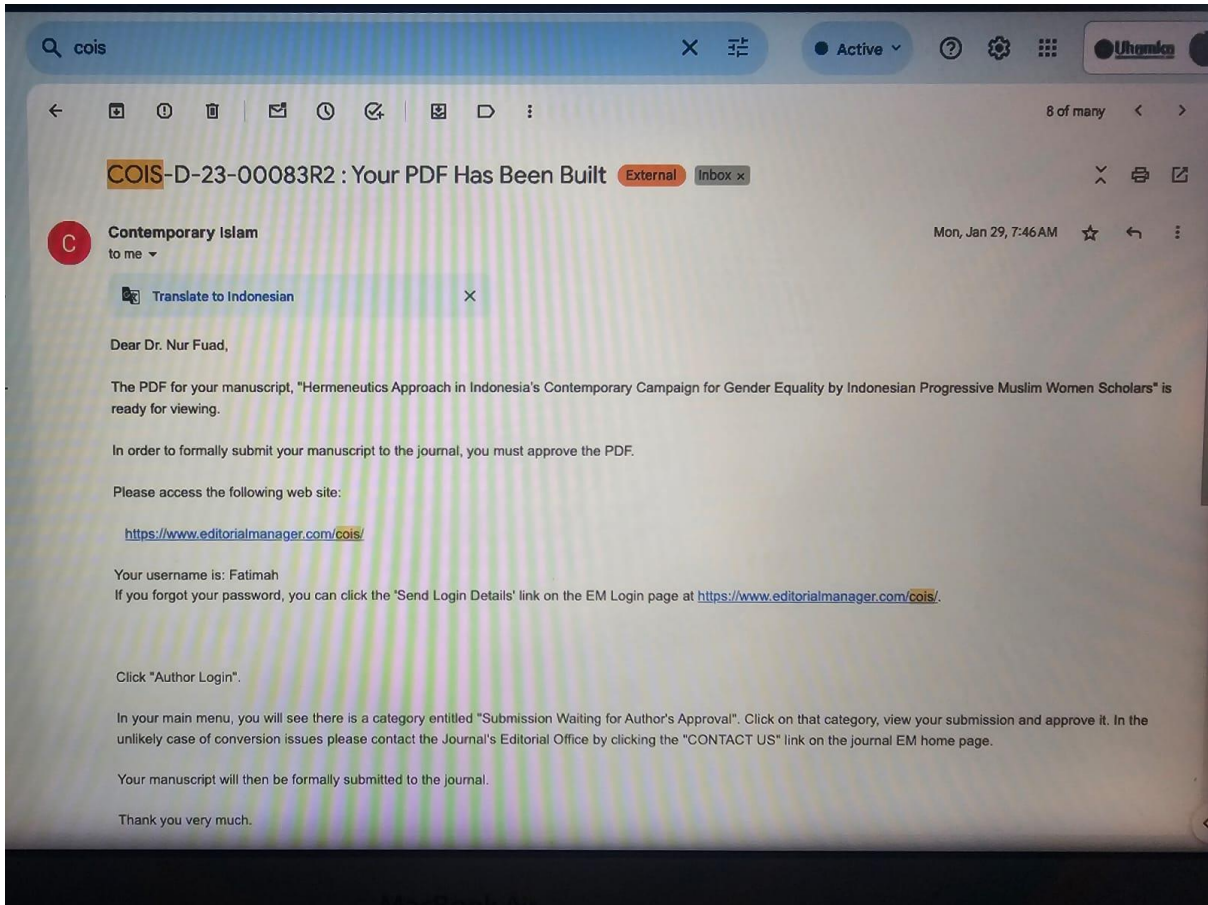 cois
Active
Uhamka
8 of many
COIS-D-23-00083R2 : Your PDF Has Been Built External Inbox ×
Contemporary Islam
Mon, Jan 29, 7:46 AM
C
to me
Translate to Indonesian
Dear Dr. Nur Fuad,
The PDF for your manuscript, "Hermeneutics Approach in Indonesia's Contemporary Campaign for Gender Equality by Indonesian Progressive Muslim Women Scholars" is
ready for viewing.
In order to formally submit your manuscript to the journal, you must approve the PDF.
Please access the following web site:
https://www.editorialmanager.com/cois/
Your username is: Fatimah
If you forgot your password, you can click the 'Send Login Details' link on the EM Login page at https://www.editorialmanager.com/cois/.
Click "Author Login".
In your main menu, you will see there is a category entitled "Submission Waiting for Author's Approval". Click on that category, view your submission and approve it. In the
unlikely case of conversion issues please contact the Journal's Editorial Office by clicking the "CONTACT US" link on the journal EM home page.
Your manuscript will then be formally submitted to the journal.
Thank you very much.